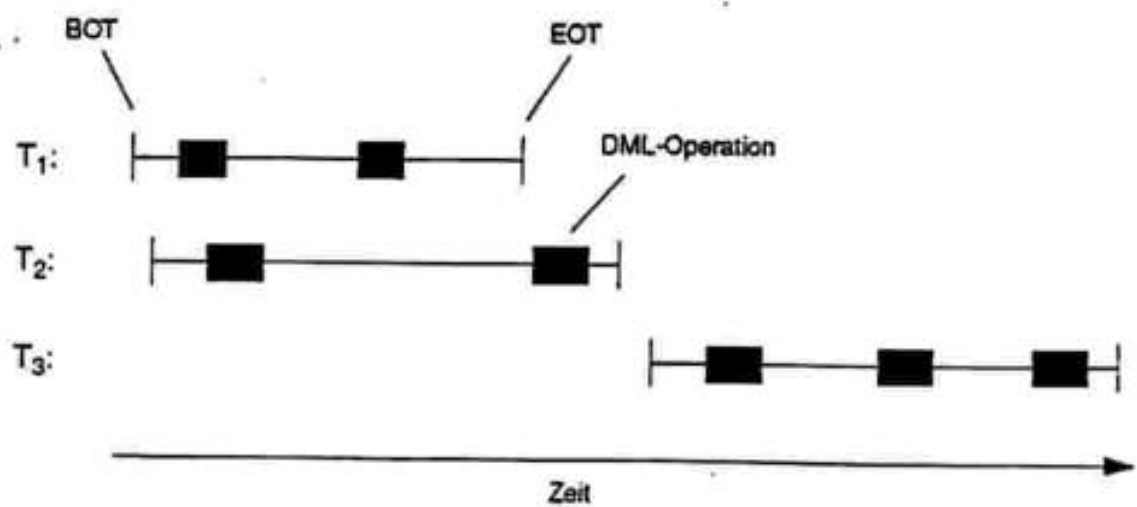 BOT
EOT
T₁:
DML-Operation
T₂:
T₃:
Zeit